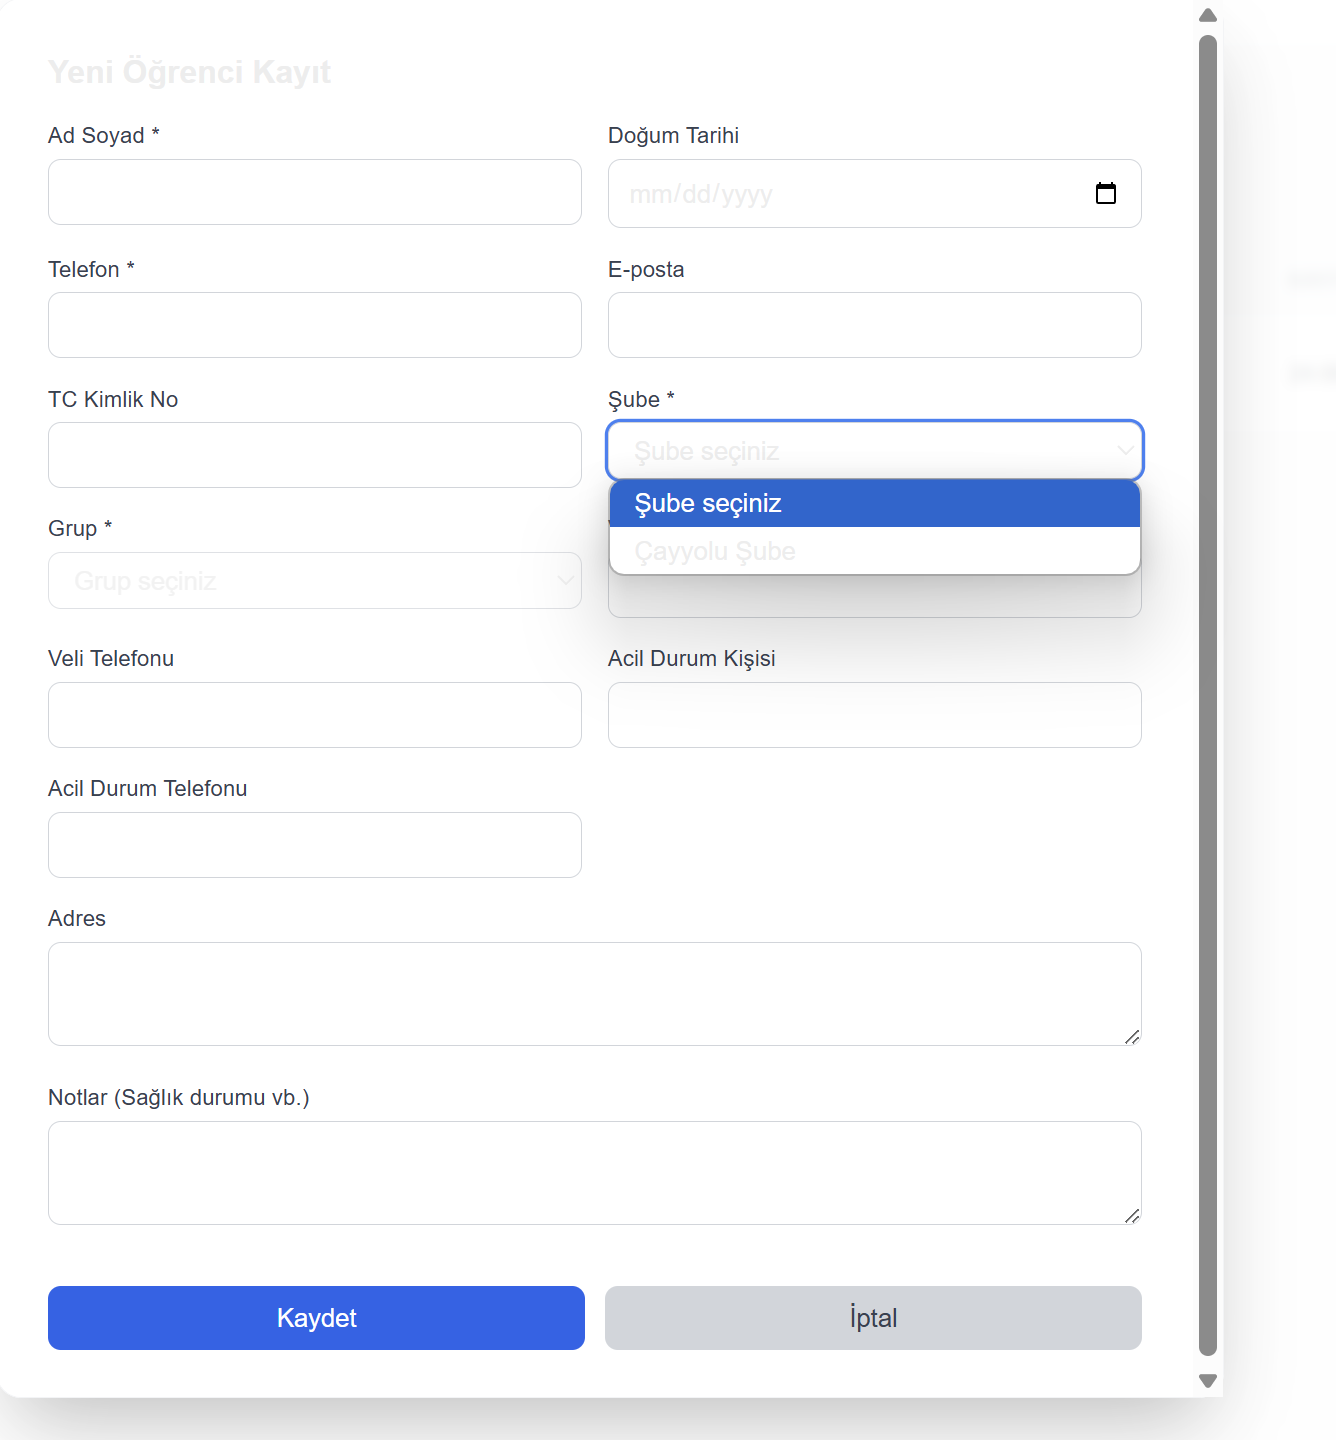 Yeni Öğrenci Kayıt
Ad Soyad *
Doğum Tarihi
mm/dd/yyyy
Telefon *
E-posta
TC Kimlik No
Şube *
Şube seçiniz
Şube seçiniz
Çayyolu Şube
Grup *
Grup seçiniz
Veli Telefonu
Acil Durum Kişisi
Acil Durum Telefonu
Adres
Notlar (Sağlık durumu vb.)
Kaydet
İptal